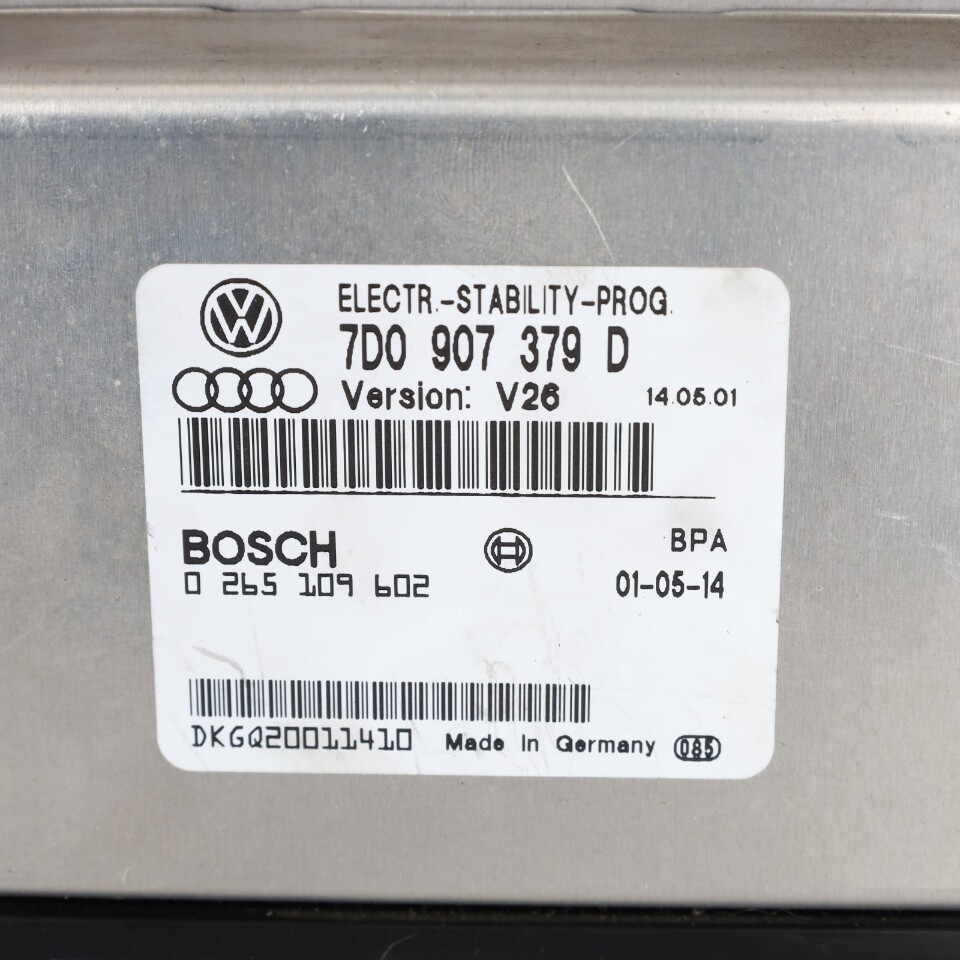 ELECTR.-STABILITY-PROG.
7D0 907 379 D
Version: V26 14.05.01
BOSCH BPA
0 265 109 602 01-05-14
DKGQ20011410 Made in Germany 085